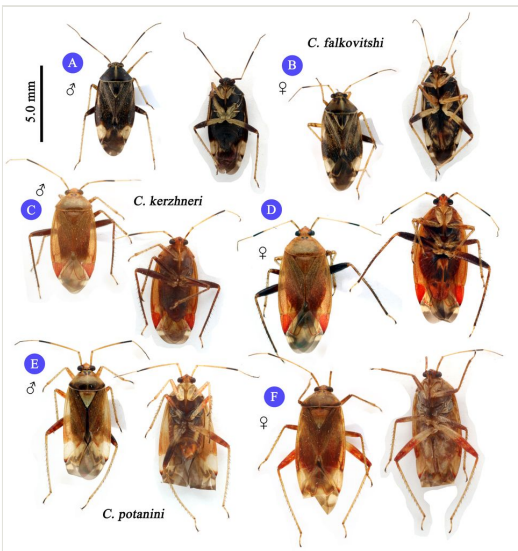 C. falkovitshi
A
♂
B
♀
5.0 mm
C. kerzhneri
C
♂
D
♀
E
♂
F
♀
C. potanini